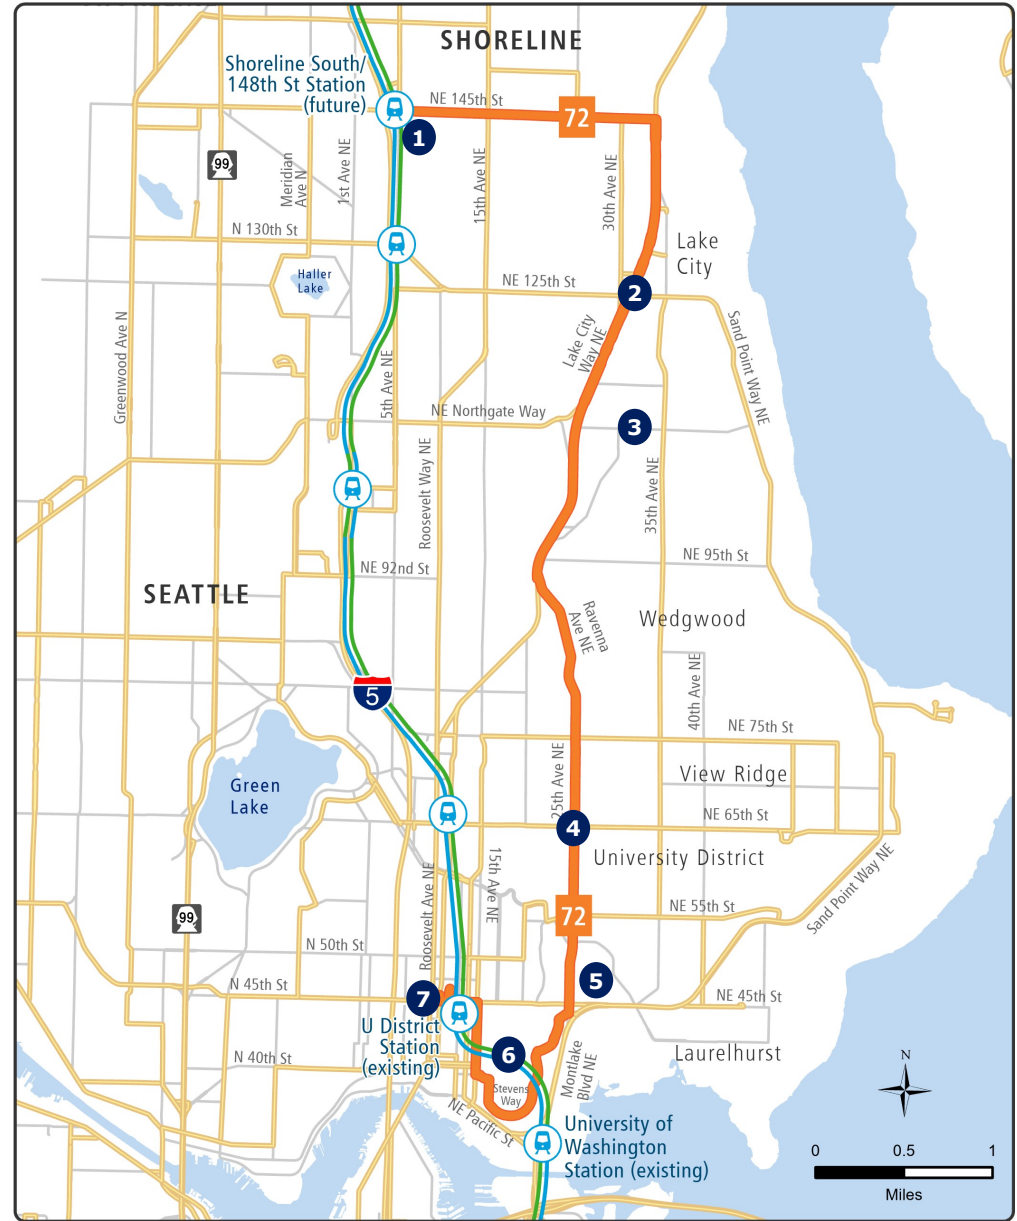 SHORELINE
Shoreline South/
148th St Station
(future)
NE 145th St
72
1
99
Meridian
Ave N
1st Ave NE
15th Ave NE
30th Ave NE
N 130th St
Lake
City
Haller
Lake
NE 125th St
2
Greenwood Ave N
Lake City
Way NE
Sand Point Way NE
5th Ave NE
NE Northgate Way
3
Roosevelt Way NE
35th Ave NE
NE 95th St
NE 92nd St
SEATTLE
Ravenna
Ave NE
Wedgwood
5
40th Ave NE
NE 75th St
25th Ave NE
View Ridge
Green
Lake
NE 65th St
4
University District
15th Ave NE
Roosevelt Ave NE
Sand Point Way NE
99
72
NE 55th St
N 50th St
5
N 45th St
7
NE 45th St
U District
Station
(existing)
6
N 40th St
Laurelhurst
Montlake
Blvd NE
Stevens
Way
NE Pacific St
University of
Washington
Station (existing)
N
0 0.5 1
Miles